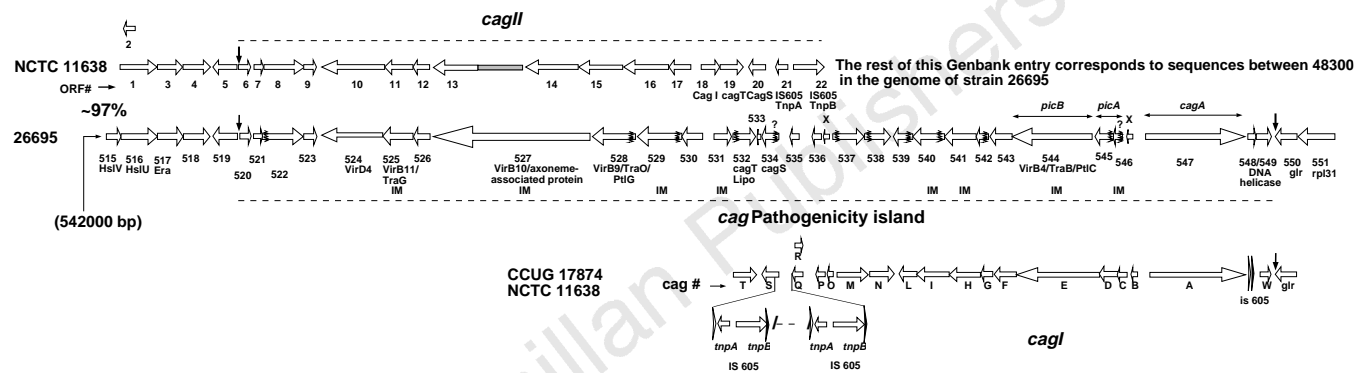 cagII
2
NCTC 11638
The rest of this Genbank entry corresponds to sequences between 48300
in the genome of strain 26695
ORF# 1 3 4 5 6 7 8 9 10 11 12 13 14 15 16 17 18 19 20 21 22
Cag I cagT CagS IS605 TnpA IS605 TnpB
~97%
picB picA cagA
533 ? X ? X
26695
515 516 517 518 519 520 521 522 523 524 525 526 527 528 529 530 531 532 534 535 536 537 538 539 540 541 542 543 544 545 546 547 548/549 550 551
HslV HslU Era VirD4 VirB11/ TraG VirB10/axoneme- associated protein VirB9/TraO/ PtlG cagT Lipo cagS VirB4/TraB/PtlC DNA helicase glr rpl31
IM IM IM IM IM IM IM IM
(542000 bp)
cag Pathogenicity island
R
CCUG 17874
NCTC 11638
cag # T S Q P O M N L I H G F E D C B A W glr
is 605
tnpA tnpB tnpA tnpB
IS 605 IS 605
cagI
millan Publishers